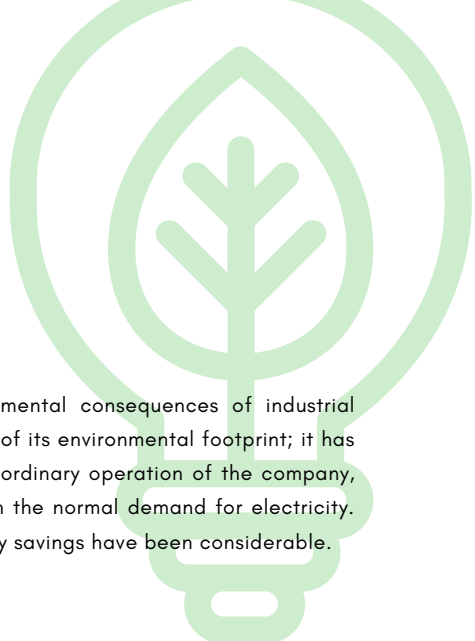 mental consequences of industrial
of its environmental footprint; it has
ordinary operation of the company,
the normal demand for electricity.
savings have been considerable.